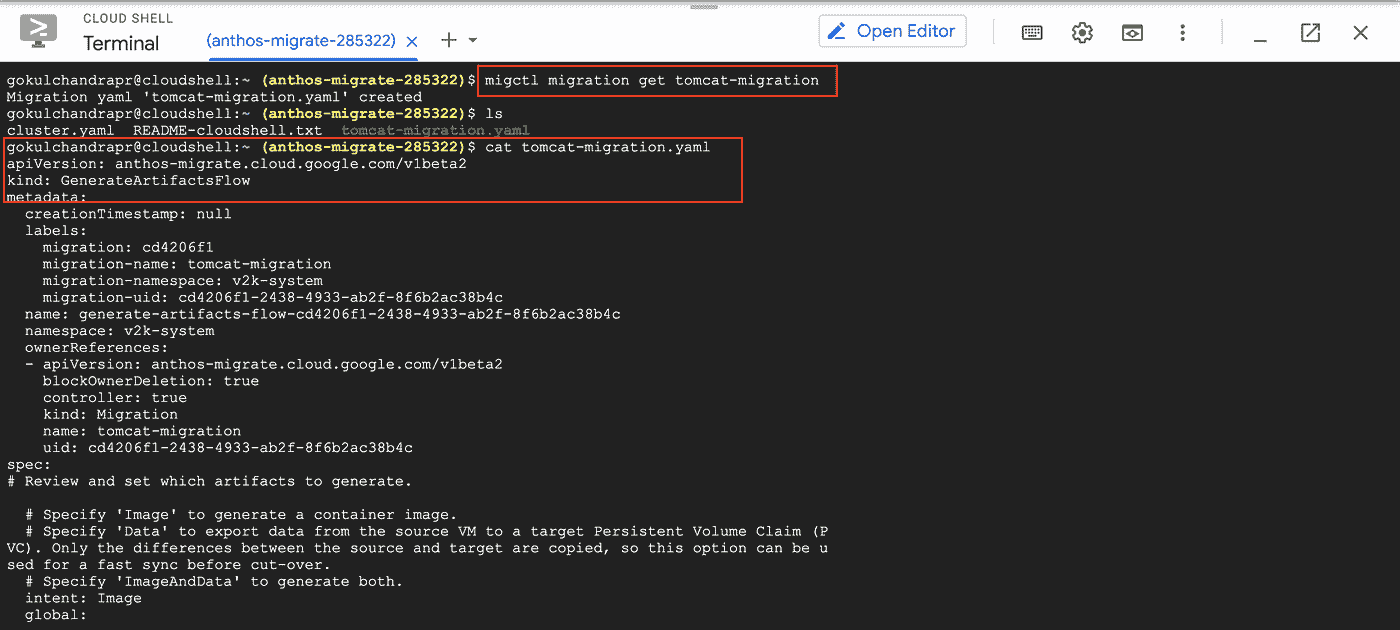 CLOUD SHELL
Terminal
(anthos-migrate-285322)
Open Editor
gokulchandrapr@cloudshell:~ (anthos-migrate-285322)$ migctl migration get tomcat-migration
Migration yaml 'tomcat-migration.yaml' created
gokulchandrapr@cloudshell:~ (anthos-migrate-285322)$ ls
cluster.yaml  README-cloudshell.txt  tomcat-migration.yaml
gokulchandrapr@cloudshell:~ (anthos-migrate-285322)$ cat tomcat-migration.yaml
apiVersion: anthos-migrate.cloud.google.com/v1beta2
kind: GenerateArtifactsFlow
metadata:
  creationTimestamp: null
  labels:
    migration: cd4206f1
    migration-name: tomcat-migration
    migration-namespace: v2k-system
    migration-uid: cd4206f1-2438-4933-ab2f-8f6b2ac38b4c
  name: generate-artifacts-flow-cd4206f1-2438-4933-ab2f-8f6b2ac38b4c
  namespace: v2k-system
  ownerReferences:
  - apiVersion: anthos-migrate.cloud.google.com/v1beta2
    blockOwnerDeletion: true
    controller: true
    kind: Migration
    name: tomcat-migration
    uid: cd4206f1-2438-4933-ab2f-8f6b2ac38b4c
spec:
# Review and set which artifacts to generate.
  # Specify 'Image' to generate a container image.
  # Specify 'Data' to export data from the source VM to a target Persistent Volume Claim (P
VC). Only the differences between the source and target are copied, so this option can be u
sed for a fast sync before cut-over.
  # Specify 'ImageAndData' to generate both.
  intent: Image
  global: